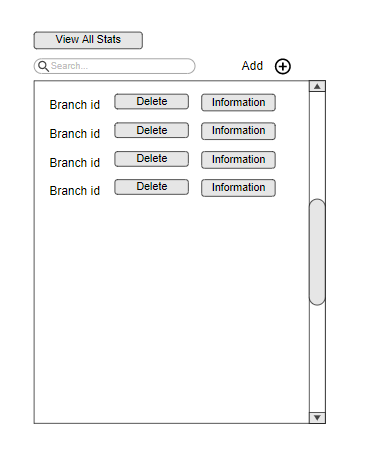 View All Stats
Search...
Add
Branch id Delete Information
Branch id Delete Information
Branch id Delete Information
Branch id Delete Information